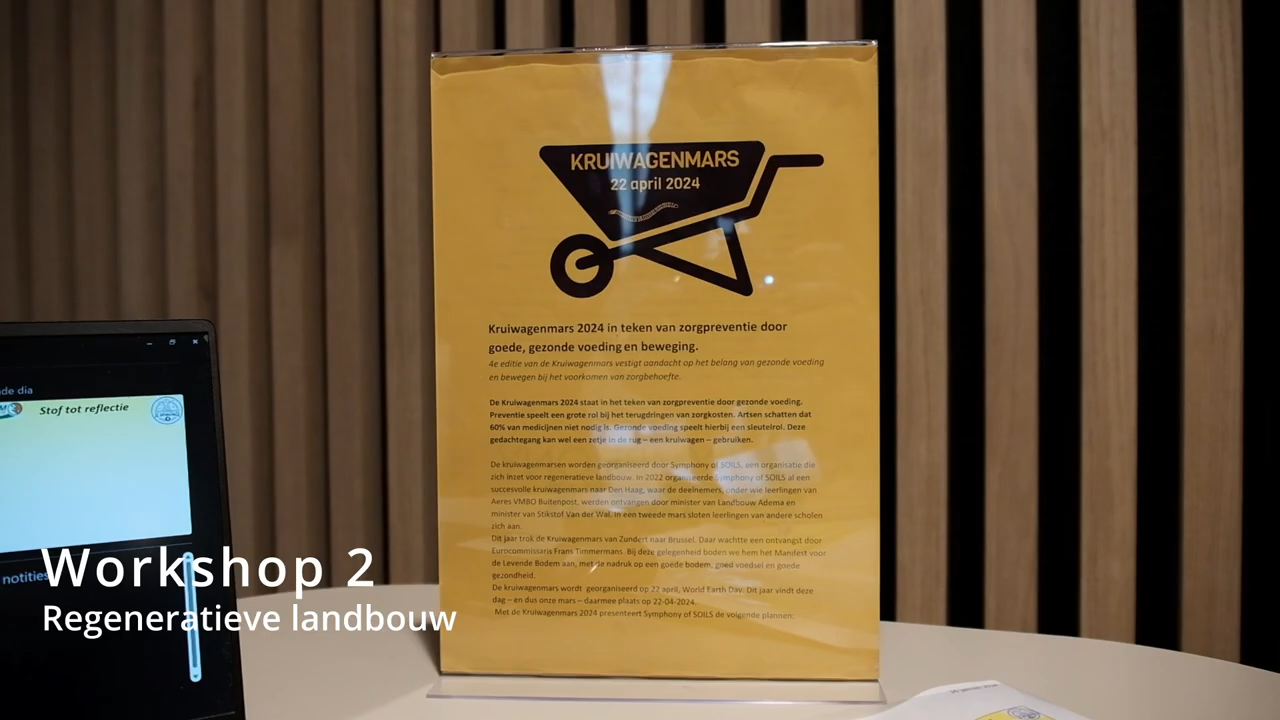 KRUIWAGENMARS
22 april 2024
Kruiwagenmars 2024 in teken van zorgpreventie door
goede, gezonde voeding en beweging.
4e editie van de Kruiwagenmars vestigt aandacht op het belang van gezonde voeding
en bewegen bij het voorkomen van zorgbehoefte.
De Kruiwagenmars 2024 staat in het teken van zorgpreventie door gezonde voeding.
Preventie speelt een grote rol bij het terugdringen van zorgkosten. Artsen schatten dat
60% van medicijnen niet nodig is. Gezonde voeding speelt hierbij een sleutelrol. Deze
gedachtegang kan wel een zetje in de rug – een kruiwagen – gebruiken.
De kruiwagenmarsen worden georganiseerd door Symphony of SOILS, een organisatie die
zich inzet voor regeneratieve landbouw. In 2022 organiseerde Symphony of SOILS al een
succesvolle kruiwagenmars naar Den Haag, waar de deelnemers, onder wie leerlingen van
Aeres VMBO Buitenpost, werden ontvangen door minister van Landbouw Adema en
minister van Stikstof Van der Wal. In een tweede mars sloten leerlingen van andere scholen
zich aan.
Dit jaar trok de Kruiwagenmars van Zundert naar Brussel. Daar wachtte een ontvangst door
Eurocommissaris Frans Timmermans. Bij deze gelegenheid boden we hem het Manifest voor
de Levende Bodem aan, met de nadruk op een goede bodem, goed voedsel en goede
gezondheid.
De kruiwagenmars wordt georganiseerd op 22 april, World Earth Day. Dit jaar vindt deze
dag – en dus onze mars – daarmee plaats op 22-04-2024.
Met de Kruiwagenmars 2024 presenteert Symphony of SOILS de volgende plannen:
nde dia
Stof tot reflectie
notities
Workshop 2
Regeneratieve landbouw